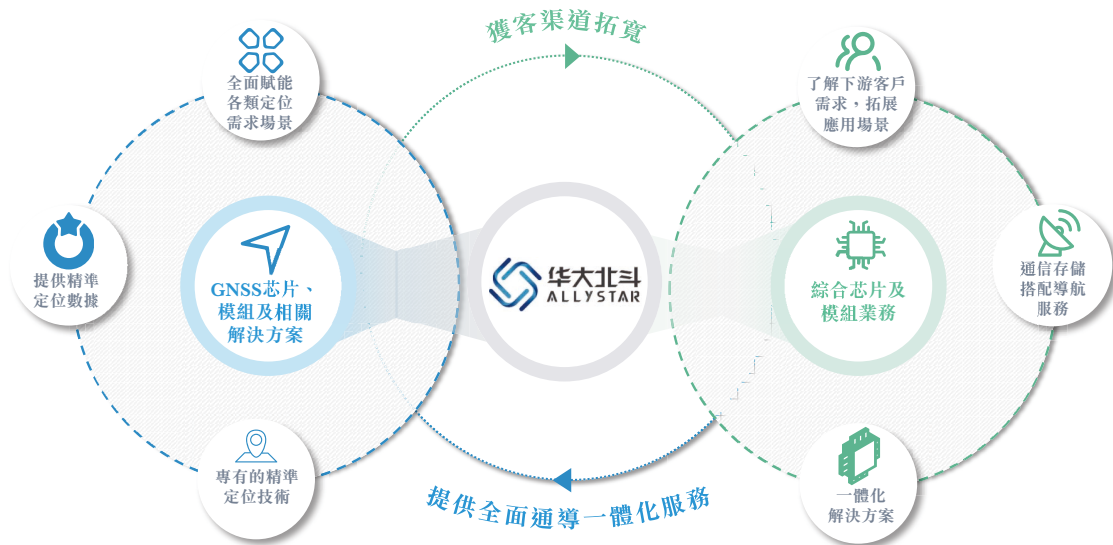 獲客渠道拓寬
全面賦能
各類定位
需求場景
提供精準
定位數據
GNSS芯片、
模組及相關
解決方案
專有的精準
定位技術
华大北斗
ALLYSTAR
了解下游客戶
需求，拓展
應用場景
綜合芯片及
模組業務
通信存儲
搭配導航
服務
一體化
解決方案
提供全面通導一體化服務